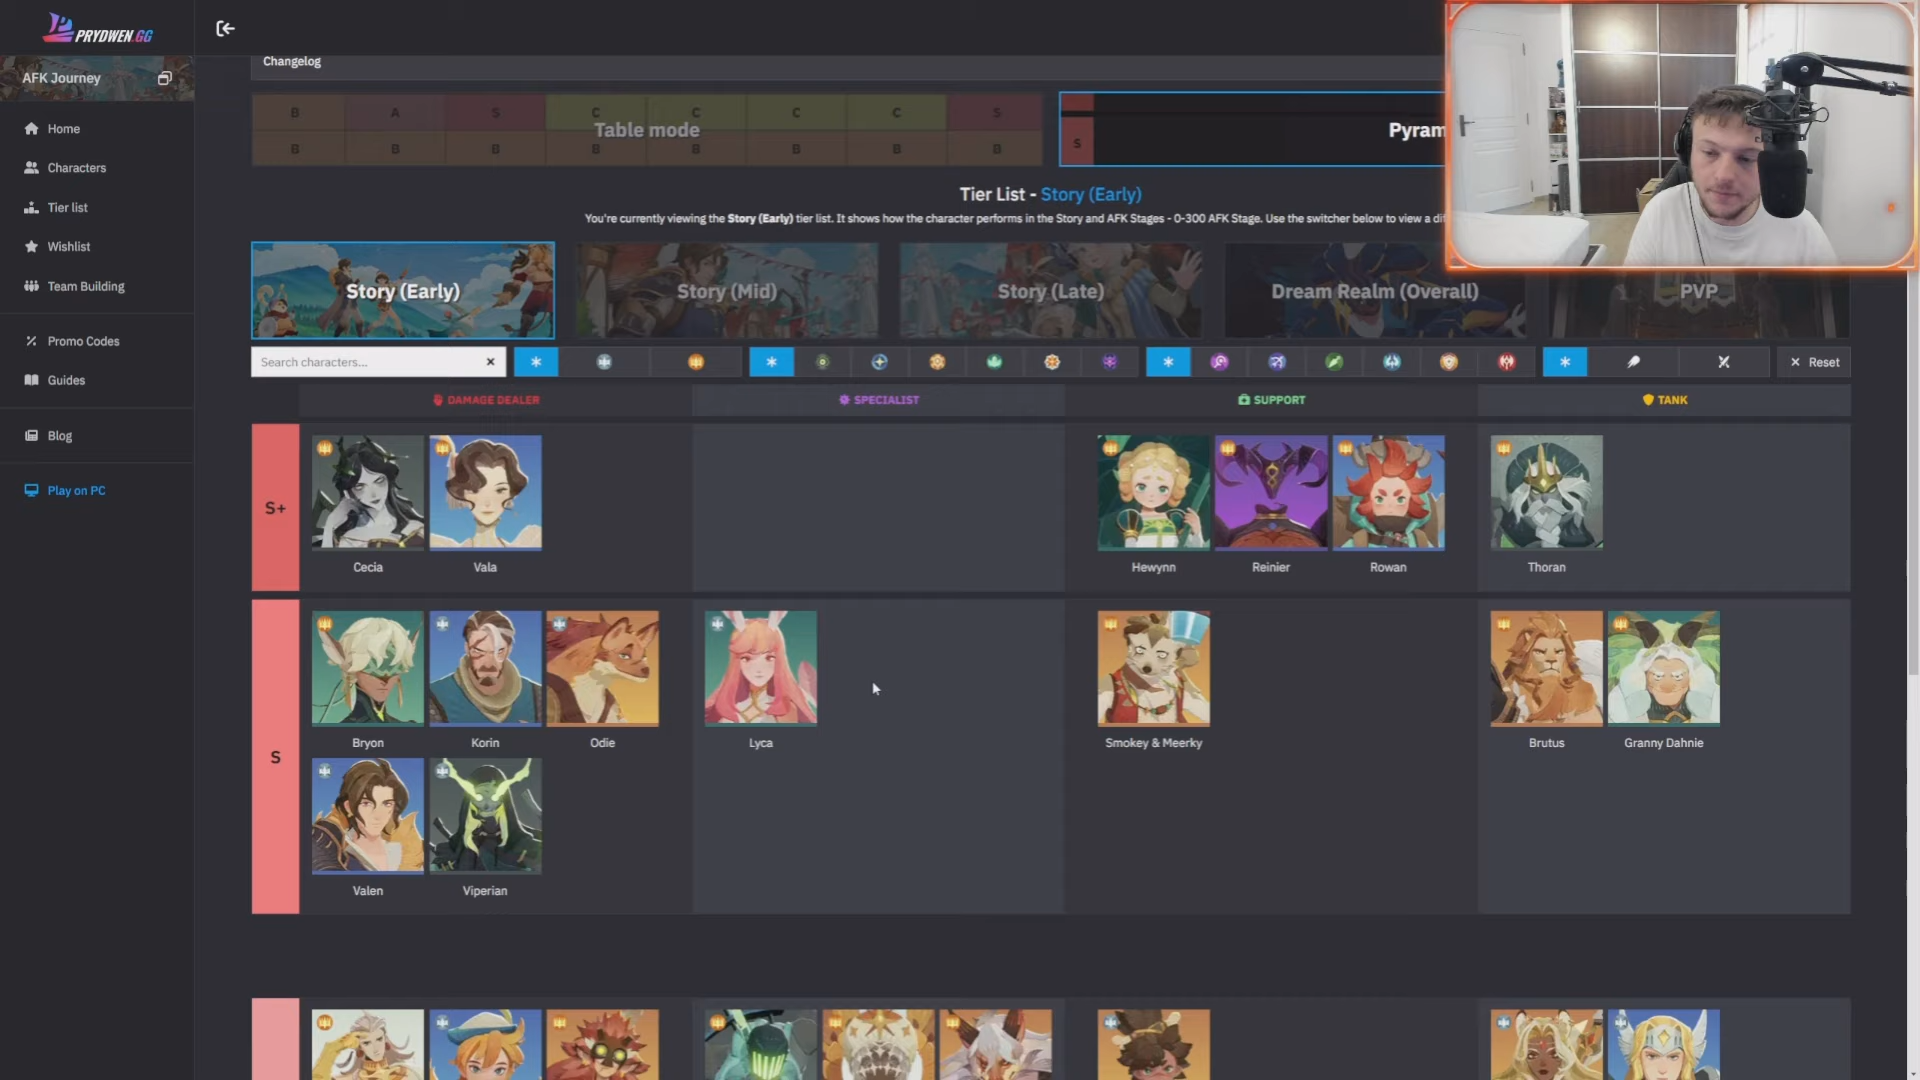 PRYDWEN.GG
AFK Journey
Home
Characters
Tier list
Wishlist
Team Building
Promo Codes
Guides
Blog
Play on PC
Changelog
B A S C C C C S
Table mode
B B B B B B B B
S
Pyram
Tier List - Story (Early)
You're currently viewing the Story (Early) tier list. It shows how the character performs in the Story and AFK Stages - 0-300 AFK Stage. Use the switcher below to view a di
Story (Early)
Story (Mid)
Story (Late)
Dream Realm (Overall)
PVP
Search characters...
Reset
DAMAGE DEALER
SPECIALIST
SUPPORT
TANK
S+
Cecia
Vala
Hewynn
Reinier
Rowan
Thoran
S
Bryon
Korin
Odie
Lyca
Smokey & Meerky
Brutus
Granny Dahnie
Valen
Viperian